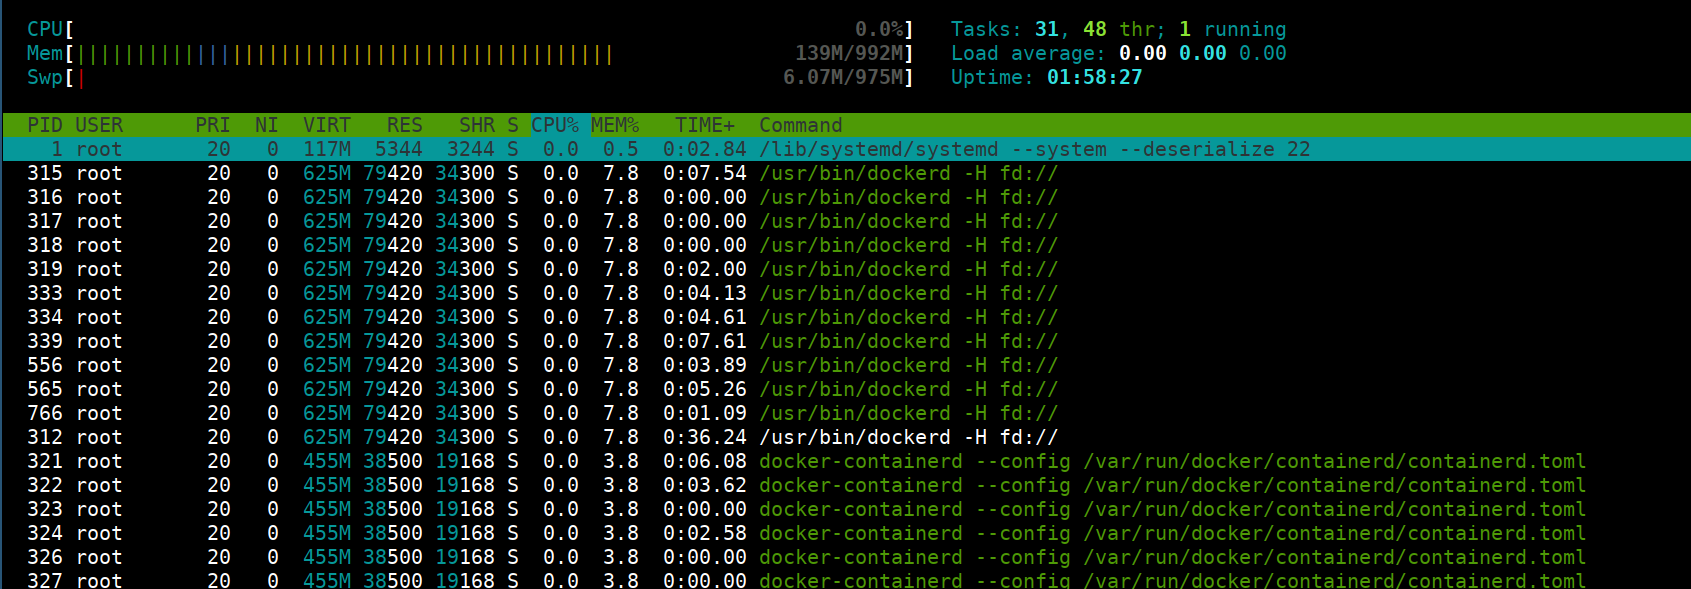 CPU[ 0.0%] Tasks: 31, 48 thr; 1 running
Mem[||||||||||||||||||||||||||||||||||||||||||||| 139M/992M] Load average: 0.00 0.00 0.00
Swp[| 6.07M/975M] Uptime: 01:58:27
PID USER PRI NI VIRT RES SHR S CPU% MEM% TIME+ Command
1 root 20 0 117M 5344 3244 S 0.0 0.5 0:02.84 /lib/systemd/systemd --system --deserialize 22
315 root 20 0 625M 79420 34300 S 0.0 7.8 0:07.54 /usr/bin/dockerd -H fd://
316 root 20 0 625M 79420 34300 S 0.0 7.8 0:00.00 /usr/bin/dockerd -H fd://
317 root 20 0 625M 79420 34300 S 0.0 7.8 0:00.00 /usr/bin/dockerd -H fd://
318 root 20 0 625M 79420 34300 S 0.0 7.8 0:00.00 /usr/bin/dockerd -H fd://
319 root 20 0 625M 79420 34300 S 0.0 7.8 0:02.00 /usr/bin/dockerd -H fd://
333 root 20 0 625M 79420 34300 S 0.0 7.8 0:04.13 /usr/bin/dockerd -H fd://
334 root 20 0 625M 79420 34300 S 0.0 7.8 0:04.61 /usr/bin/dockerd -H fd://
339 root 20 0 625M 79420 34300 S 0.0 7.8 0:07.61 /usr/bin/dockerd -H fd://
556 root 20 0 625M 79420 34300 S 0.0 7.8 0:03.89 /usr/bin/dockerd -H fd://
565 root 20 0 625M 79420 34300 S 0.0 7.8 0:05.26 /usr/bin/dockerd -H fd://
766 root 20 0 625M 79420 34300 S 0.0 7.8 0:01.09 /usr/bin/dockerd -H fd://
312 root 20 0 625M 79420 34300 S 0.0 7.8 0:36.24 /usr/bin/dockerd -H fd://
321 root 20 0 455M 38500 19168 S 0.0 3.8 0:06.08 docker-containerd --config /var/run/docker/containerd/containerd.toml
322 root 20 0 455M 38500 19168 S 0.0 3.8 0:03.62 docker-containerd --config /var/run/docker/containerd/containerd.toml
323 root 20 0 455M 38500 19168 S 0.0 3.8 0:00.00 docker-containerd --config /var/run/docker/containerd/containerd.toml
324 root 20 0 455M 38500 19168 S 0.0 3.8 0:02.58 docker-containerd --config /var/run/docker/containerd/containerd.toml
326 root 20 0 455M 38500 19168 S 0.0 3.8 0:00.00 docker-containerd --config /var/run/docker/containerd/containerd.toml
327 root 20 0 455M 38500 19168 S 0.0 3.8 0:00.00 docker-containerd --config /var/run/docker/containerd/containerd.toml